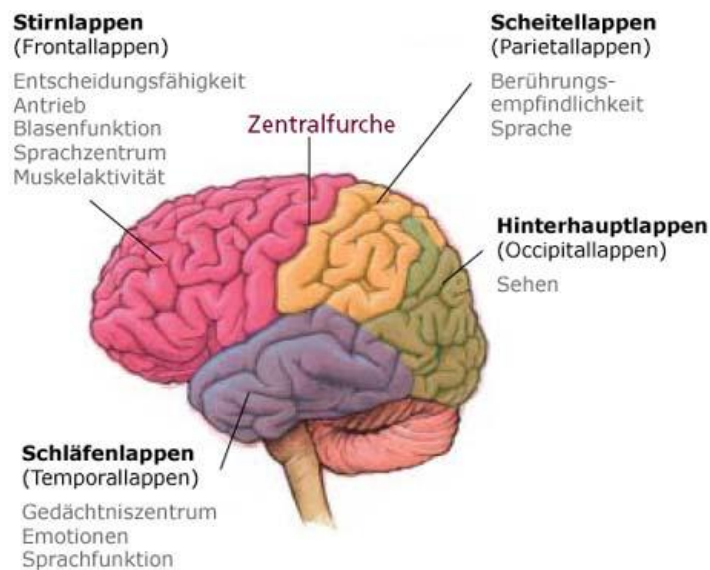 Stirnlappen
(Frontallappen)
Entscheidungsfähigkeit
Antrieb
Blasenfunktion
Sprachzentrum
Muskelaktivität
Zentralfurche
Scheitellappen
(Parietallappen)
Berührungs-
empfindlichkeit
Sprache
Hinterhauptlappen
(Occipitallappen)
Sehen
Schläfenlappen
(Temporallappen)
Gedächtniszentrum
Emotionen
Sprachfunktion